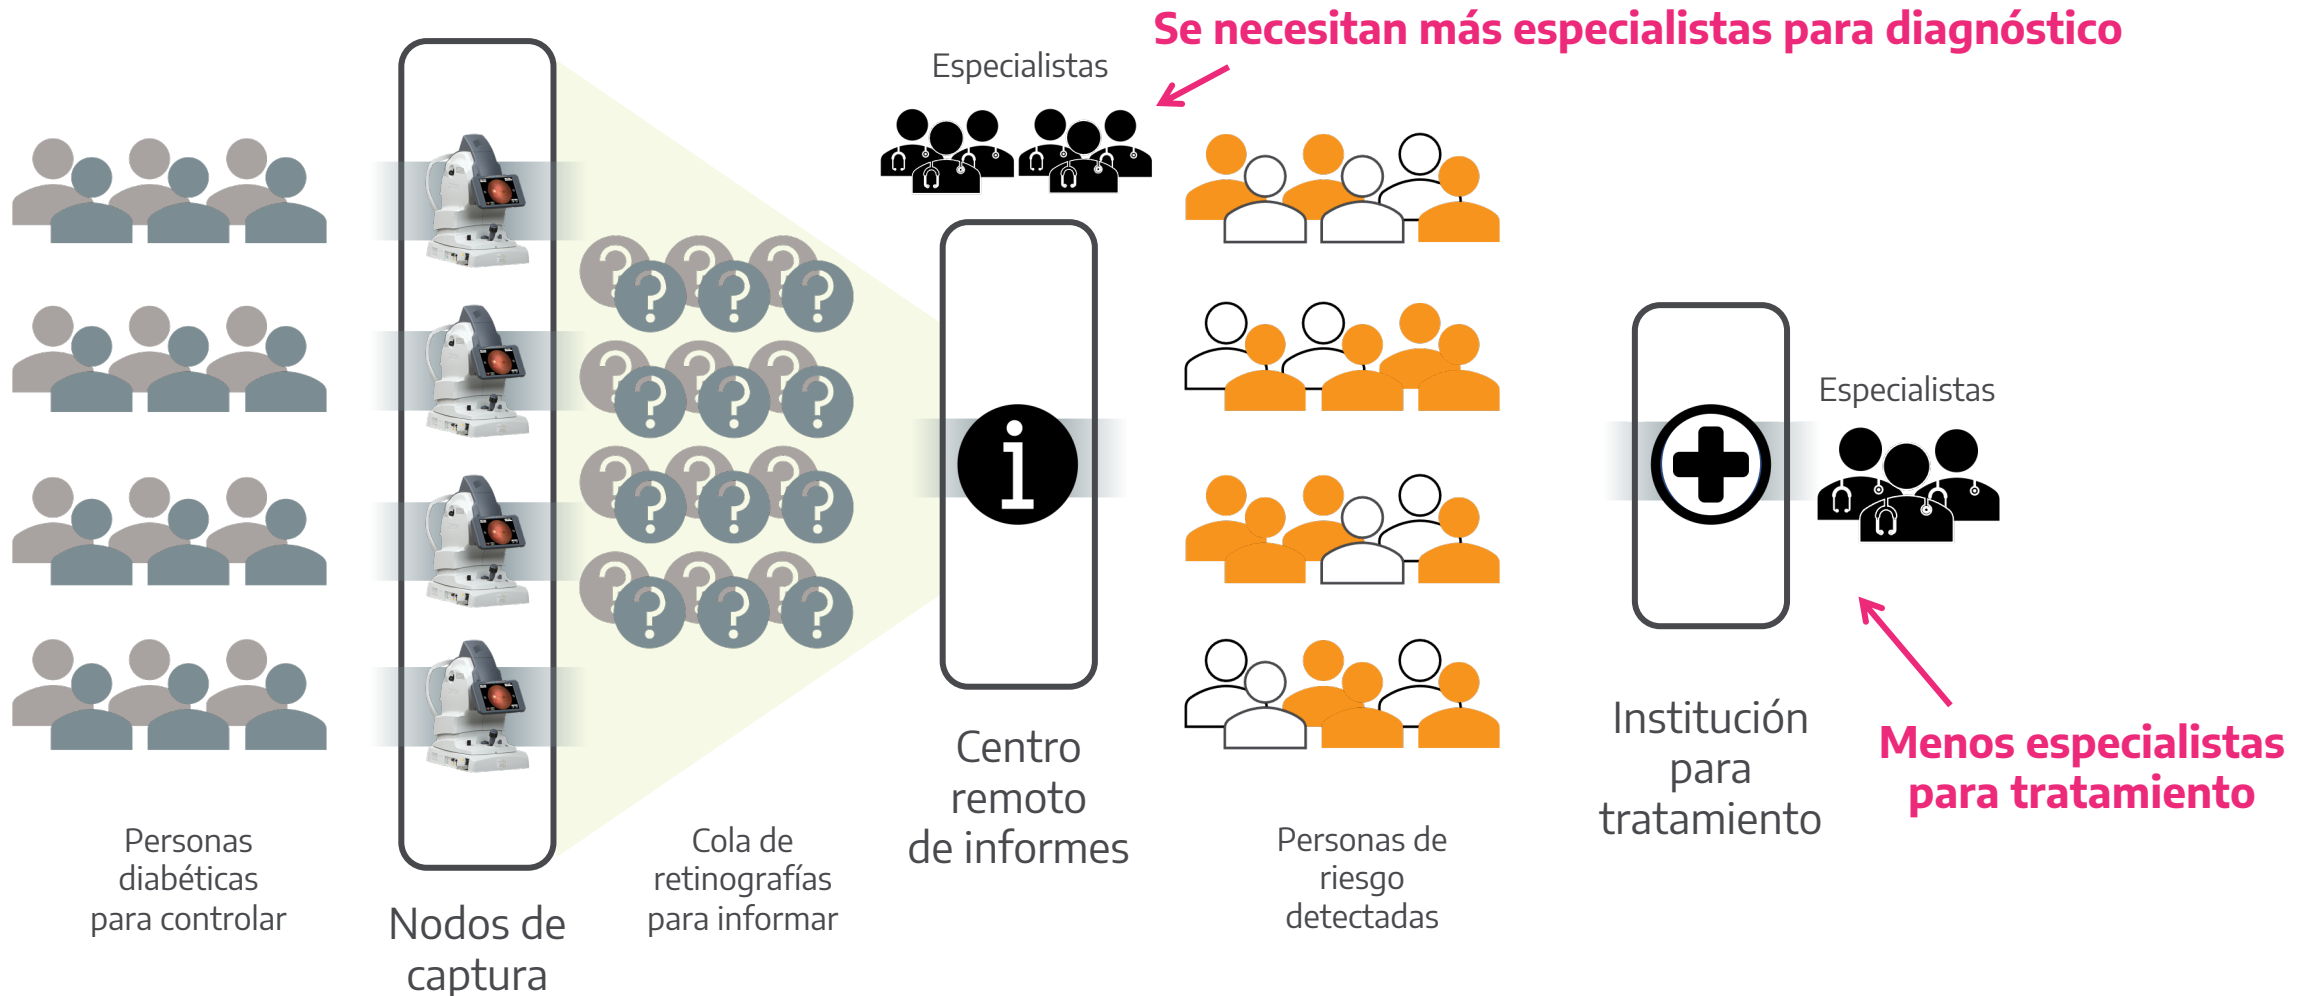 Se necesitan más especialistas para diagnóstico
Especialistas
Especialistas
Personas
diabéticas
para controlar
Nodos de
captura
Cola de
retinografías
para informar
Centro
remoto
de informes
Personas de
riesgo
detectadas
Institución
para
tratamiento
Menos especialistas
para tratamiento